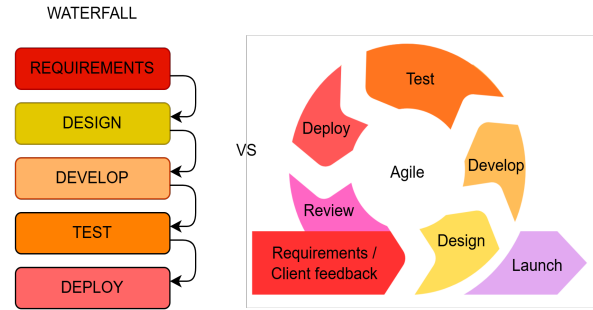 WATERFALL
REQUIREMENTS
DESIGN
DEVELOP
TEST
DEPLOY
VS
Agile
Requirements /
Client feedback
Design
Develop
Test
Deploy
Review
Launch